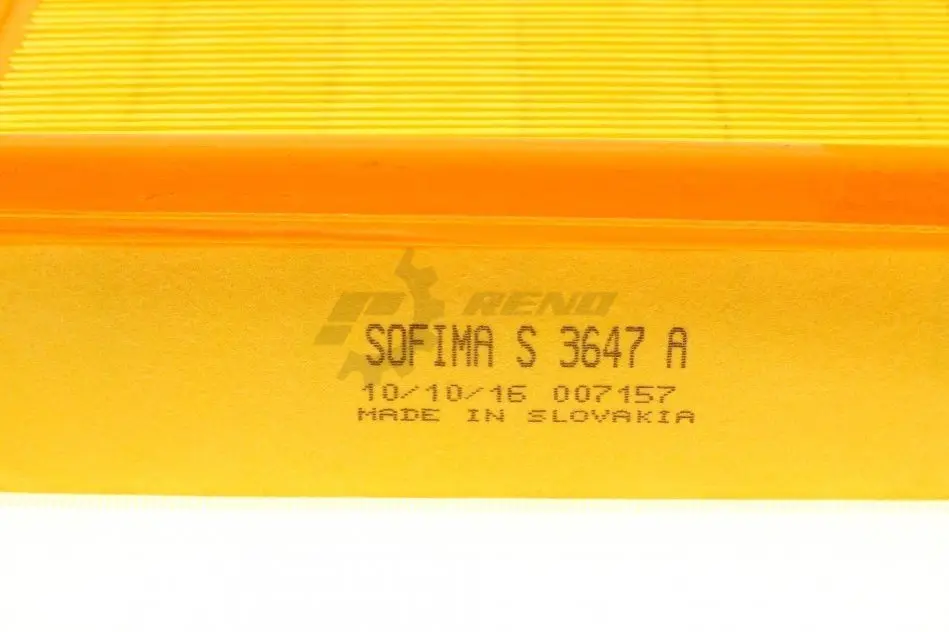 RENO
SOFIMA S 3647 A
10/10/16 007157
MADE IN SLOVAKIA